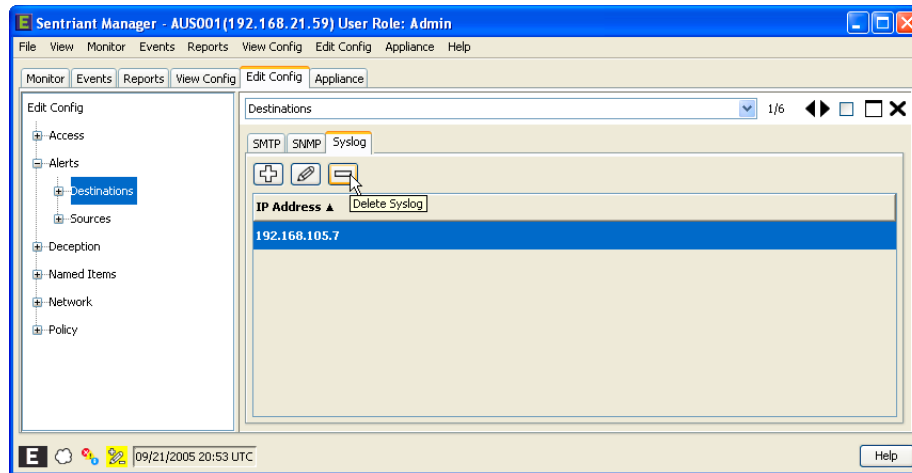 E Sentriant Manager - AUS001(192.168.21.59) User Role: Admin
File View Monitor Events Reports View Config Edit Config Appliance Help
Monitor Events Reports View Config Edit Config Appliance
Edit Config
Access
Alerts
Destinations
Sources
Deception
Named Items
Network
Policy
Destinations 1/6
SMTP SNMP Syslog
Delete Syslog
IP Address ▲
192.168.105.7
E 09/21/2005 20:53 UTC Help